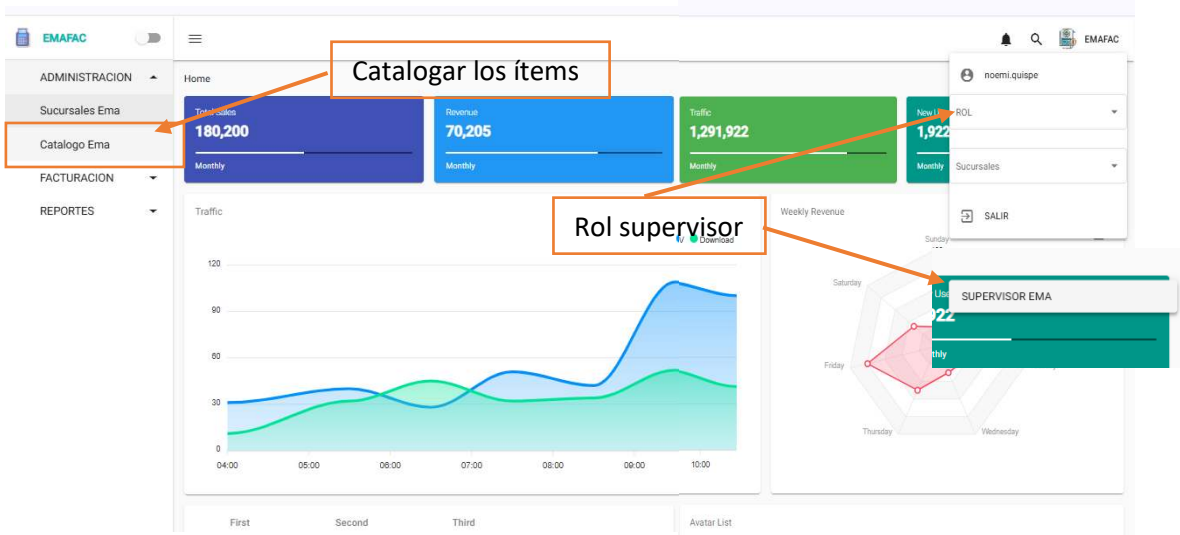 EMAFAC
EMAFAC
ADMINISTRACION
Sucursales Ema
Catalogo Ema
FACTURACION
REPORTES
Catalogar los ítems
Home
Total Sales
180,200
Monthly
Revenue
70,205
Monthly
Traffic
1,291,922
Monthly
1,922
Monthly
noemi.quispe
ROL
Sucursales
SALIR
Rol supervisor
SUPERVISOR EMA
922
Traffic
Download
120
90
60
30
0
04:00
05:00
06:00
07:00
08:00
09:00
10:00
Weekly Revenue
Sunday
Saturday
Friday
Thursday
Wednesday
First
Second
Third
Avatar List